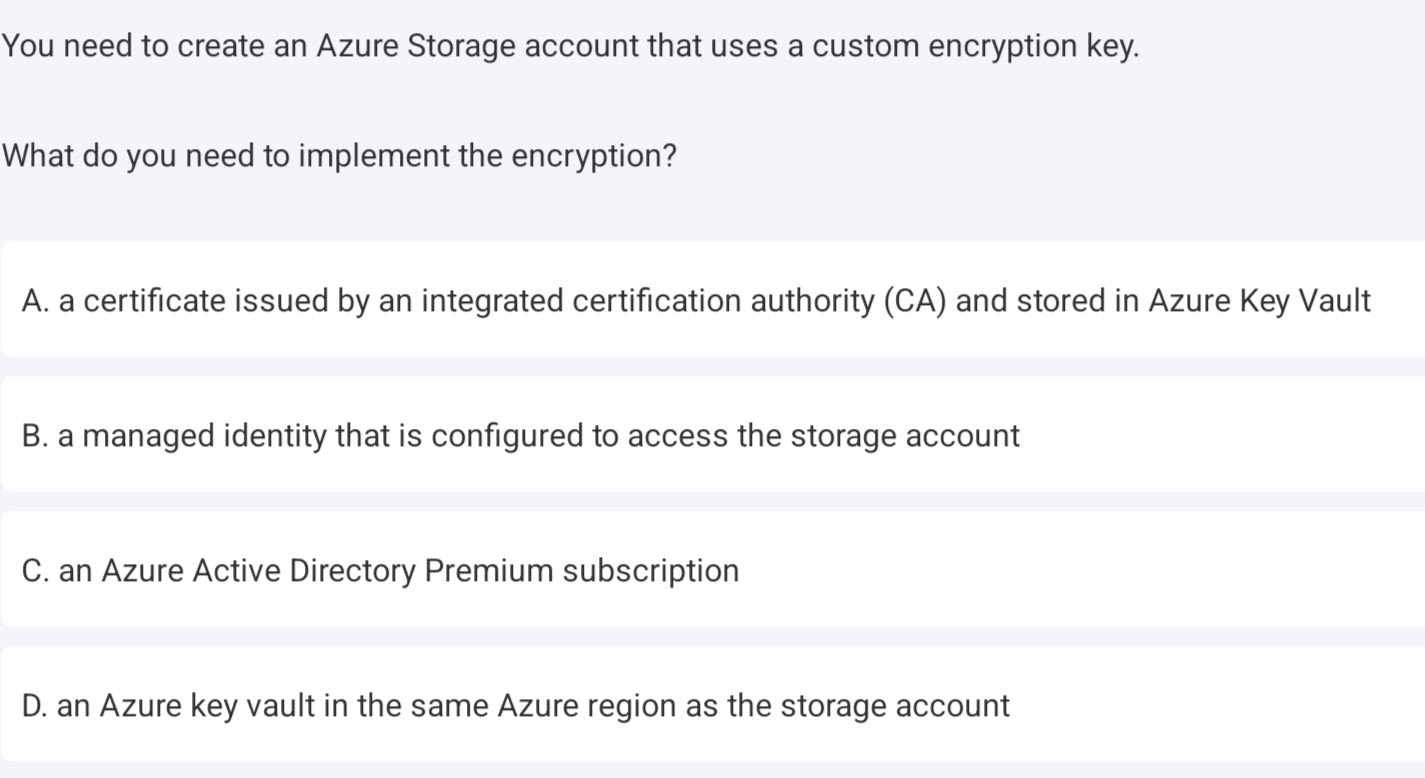 You need to create an Azure Storage account that uses a custom encryption key.
What do you need to implement the encryption?
A. a certificate issued by an integrated certification authority (CA) and stored in Azure Key Vault
B. a managed identity that is configured to access the storage account
C. an Azure Active Directory Premium subscription
D. an Azure key vault in the same Azure region as the storage account